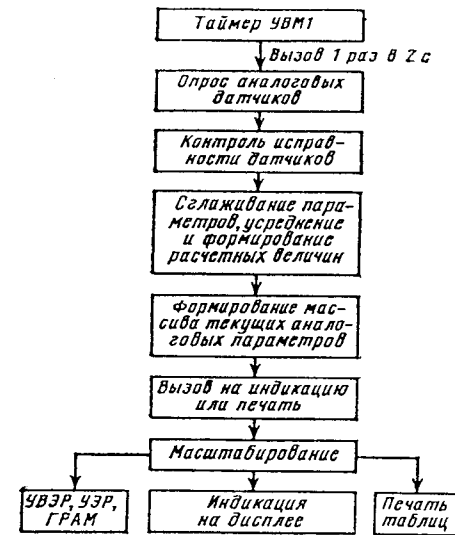 Таймер УВМ1
Вызов 1 раз в 2 с
Опрос аналоговых
датчиков
Контроль исправ-
ности датчиков
Сглаживание пара-
метров, усреднение
и формирование
расчетных величин
Формирование мас-
сива текущих анало-
говых параметров
Вызов на индикацию
или печать
Масштабирование
УВЭР, УЭР,
ГРАМ
Индикация
на дисплее
Печать
таблиц